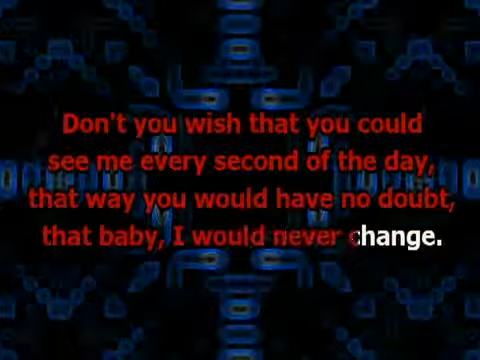 Don't you wish that you could
see me every second of the day,
that way you would have no doubt,
that baby, I would never change.